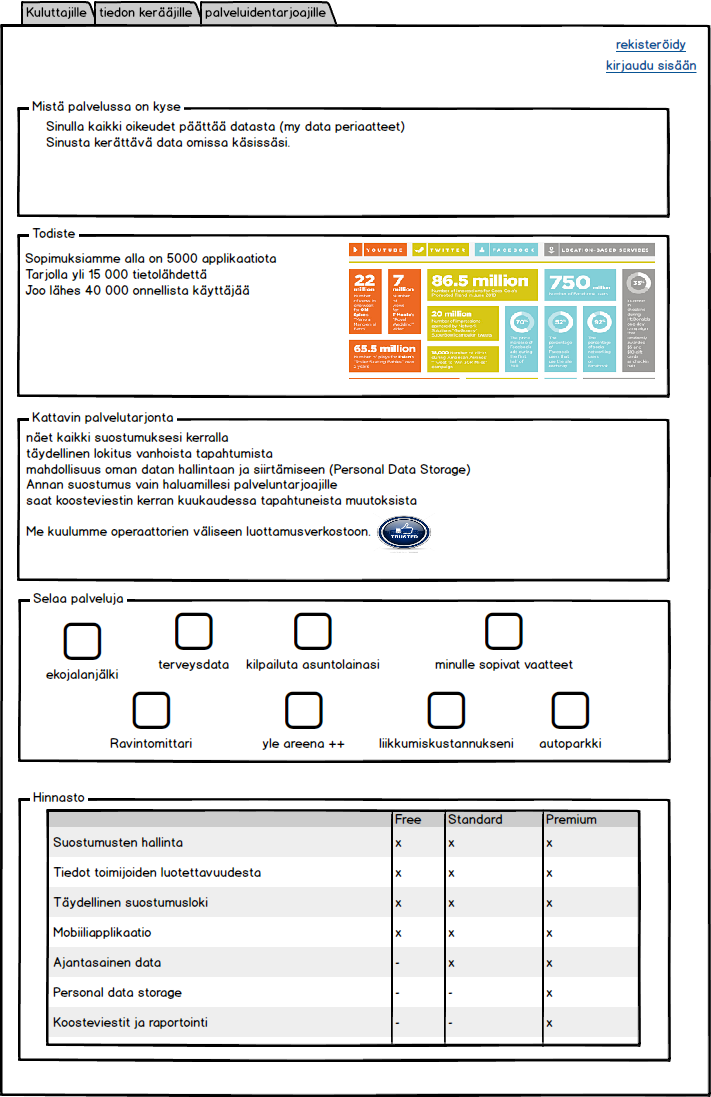 Kuluttajille tiedon kerääjille palveluidentarjoajille
rekisteröidy
kirjaudu sisään
Mistä palvelussa on kyse
Sinulla kaikki oikeudet päättää datasta (my data periaatteet)
Sinusta kerättävä data omissa käsissäsi.
Todiste
Sopimuksiamme alla on 5000 applikaatiota
Tarjolla yli 15 000 tietolähdettä
Joo lähes 40 000 onnellista käyttäjää
YOUTUBE TWITTER FACEBOOK LOCATION-BASED SERVICES
22 million
7 million
86.5 million
750 million
20 million
65.5 million
Kattavin palvelutarjonta
näet kaikki suostumuksesi kerralla
täydellinen lokitus vanhoista tapahtumista
mahdollisuus oman datan hallintaan ja siirtämiseen (Personal Data Storage)
Annan suostumus vain haluamillesi palveluntarjoajille
saat koosteviestin kerran kuukaudessa tapahtuneista muutoksista
Me kuulumme operaattorien väliseen luottamusverkostoon.
TRUSTED
Selaa palveluja
ekojalanjälki
terveysdata
kilpailuta asuntolainasi
minulle sopivat vaatteet
Ravintomittari
yle areena ++
liikkumiskustannukseni
autoparkki
Hinnasto
Free Standard Premium
Suostumusten hallinta x x x
Tiedot toimijoiden luotettavuudesta x x x
Täydellinen suostumusloki x x x
Mobiiliapplikaatio x x x
Ajantasainen data - x x
Personal data storage - - x
Koosteviestit ja raportointi - - x